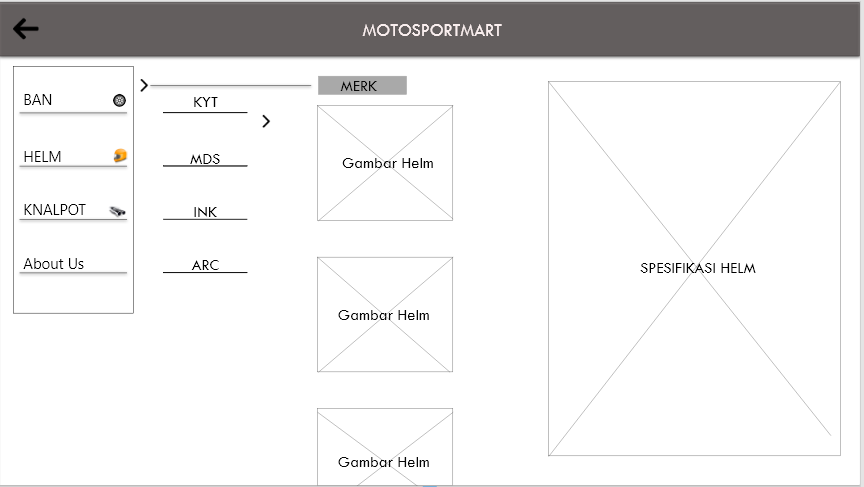 MOTOSPORTMART
BAN
HELM
KNALPOT
About Us
KYT
MDS
INK
ARC
MERK
Gambar Helm
Gambar Helm
Gambar Helm
SPESIFIKASI HELM